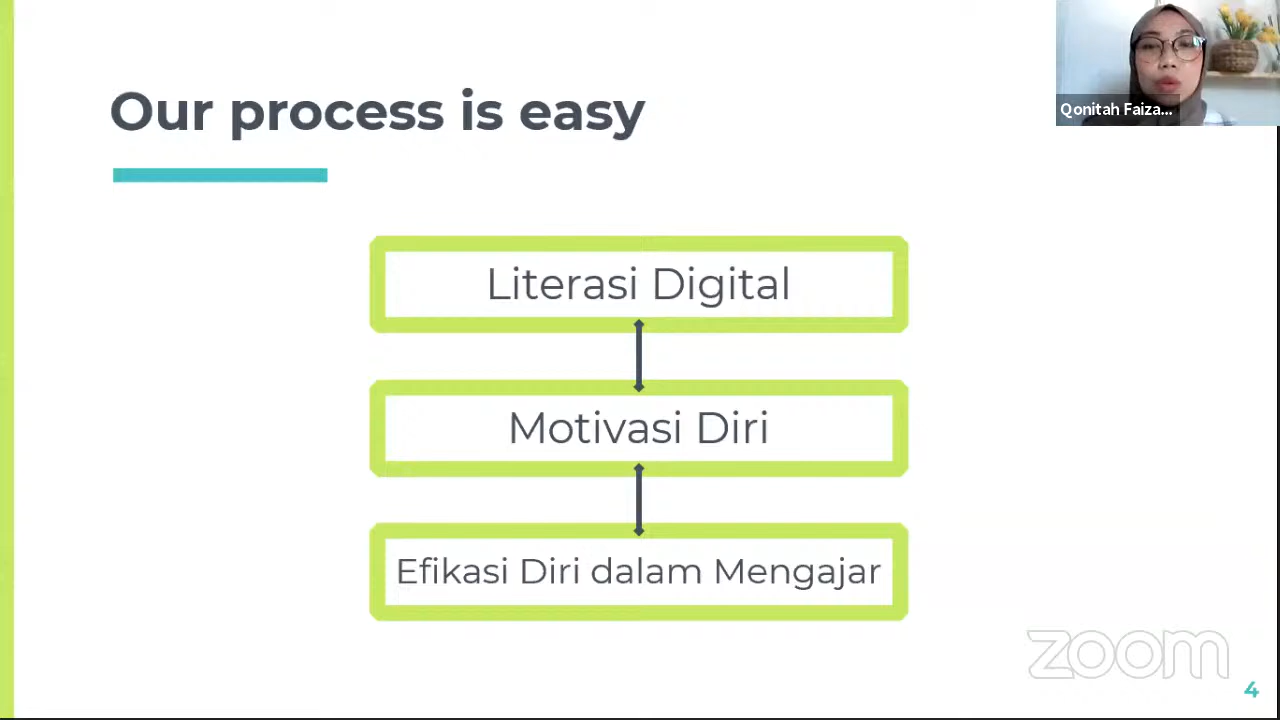 Our process is easy
Qonitah Faiza...
Literasi Digital
Motivasi Diri
Efikasi Diri dalam Mengajar
zoom
4